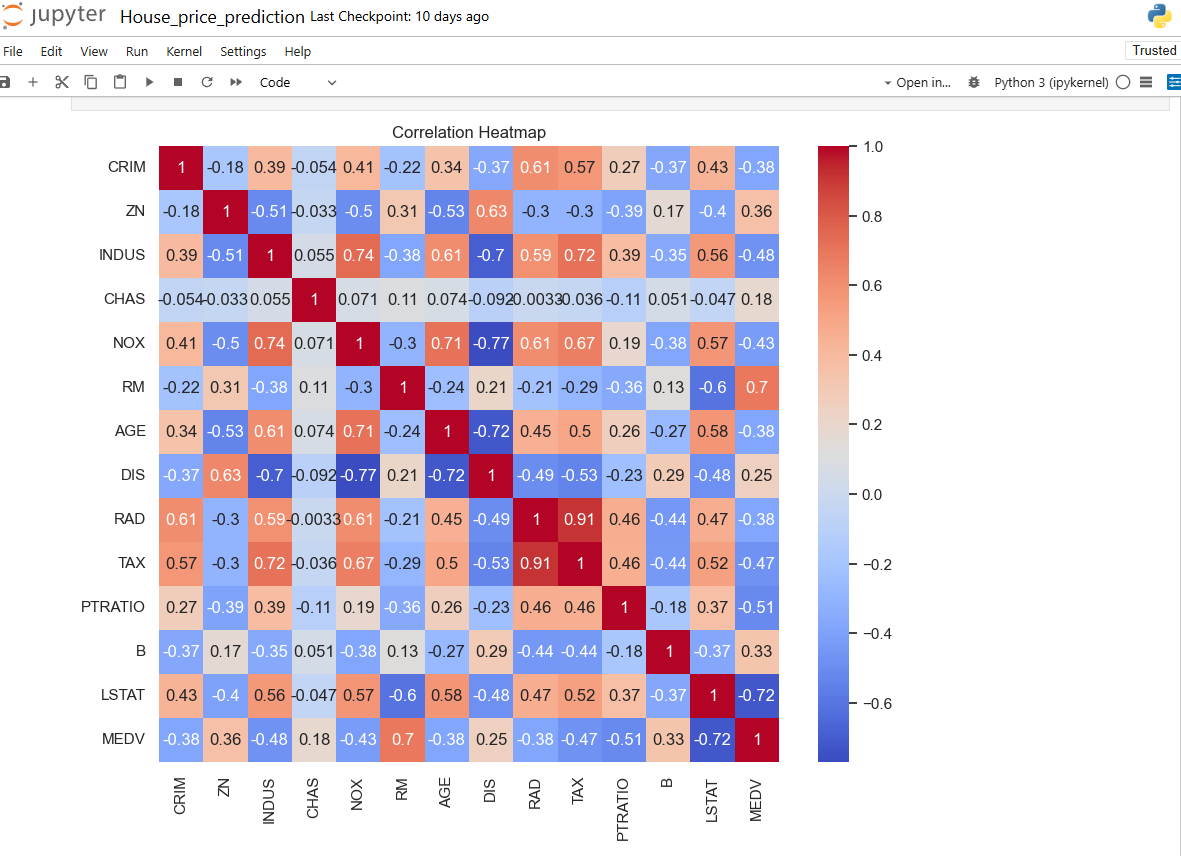 jupyter House_price_prediction Last Checkpoint: 10 days ago
File Edit View Run Kernel Settings Help Trusted
Code Open in... Python 3 (ipykernel)
Correlation Heatmap
CRIM 1 -0.18 0.39 -0.054 0.41 -0.22 0.34 -0.37 0.61 0.57 0.27 -0.37 0.43 -0.38 1.0
ZN -0.18 1 -0.51 -0.033 -0.5 0.31 -0.53 0.63 -0.3 -0.3 -0.39 0.17 -0.4 0.36 0.8
INDUS 0.39 -0.51 1 0.055 0.74 -0.38 0.61 -0.7 0.59 0.72 0.39 -0.35 0.56 -0.48
CHAS -0.054 -0.033 0.055 1 0.071 0.11 0.074 -0.092 -0.0033 -0.036 -0.11 0.051 -0.047 0.18 0.6
NOX 0.41 -0.5 0.74 0.071 1 -0.3 0.71 -0.77 0.61 0.67 0.19 -0.38 0.57 -0.43 0.4
RM -0.22 0.31 -0.38 0.11 -0.3 1 -0.24 0.21 -0.21 -0.29 -0.36 0.13 -0.6 0.7
AGE 0.34 -0.53 0.61 0.074 0.71 -0.24 1 -0.72 0.45 0.5 0.26 -0.27 0.58 -0.38 0.2
DIS -0.37 0.63 -0.7 -0.092 -0.77 0.21 -0.72 1 -0.49 -0.53 -0.23 0.29 -0.48 0.25 0.0
RAD 0.61 -0.3 0.59 -0.0033 0.61 -0.21 0.45 -0.49 1 0.91 0.46 -0.44 0.47 -0.38
TAX 0.57 -0.3 0.72 -0.036 0.67 -0.29 0.5 -0.53 0.91 1 0.46 -0.44 0.52 -0.47 −0.2
PTRATIO 0.27 -0.39 0.39 -0.11 0.19 -0.36 0.26 -0.23 0.46 0.46 1 -0.18 0.37 -0.51
B -0.37 0.17 -0.35 0.051 -0.38 0.13 -0.27 0.29 -0.44 -0.44 -0.18 1 -0.37 0.33 −0.4
LSTAT 0.43 -0.4 0.56 -0.047 0.57 -0.6 0.58 -0.48 0.47 0.52 0.37 -0.37 1 -0.72 −0.6
MEDV -0.38 0.36 -0.48 0.18 -0.43 0.7 -0.38 0.25 -0.38 -0.47 -0.51 0.33 -0.72 1
CRIM ZN INDUS CHAS NOX RM AGE DIS RAD TAX PTRATIO B LSTAT MEDV